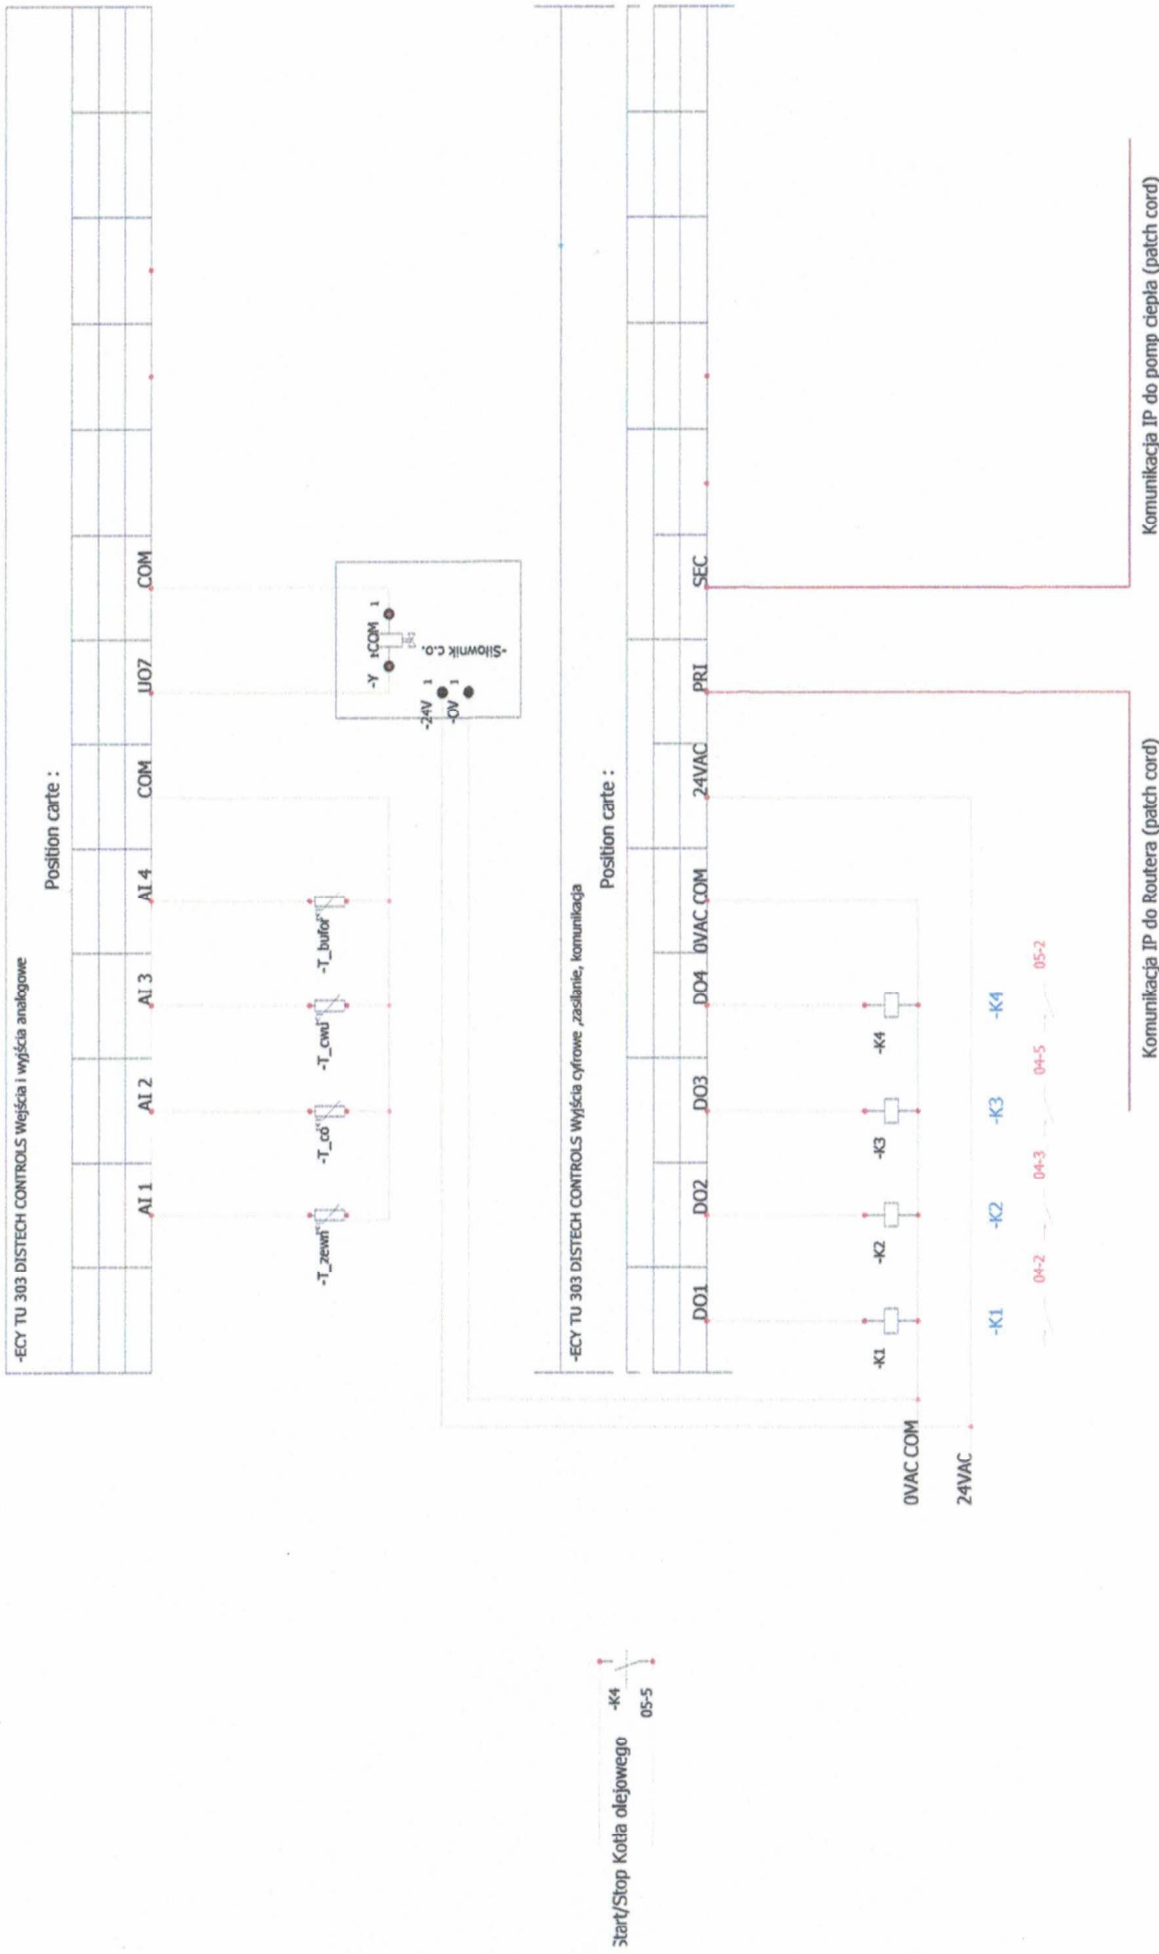 -ECY TU 303 DISTECH CONTROLS Wejścia i wyjścia analogowe
Position carte :
AI 1 AI 2 AI 3 AI 4 COM UO7 COM
-T_zewn -T_co -T_cwu -T_bufor
-Y 1 COM 1
-24V 1
-0V 1
-Siłownik c.o.
-ECY TU 303 DISTECH CONTROLS Wyjścia cyfrowe ,zasilanie, komunikacja
Position carte :
DO1 DO2 DO3 DO4 0VAC COM 24VAC PRI SEC
Start/Stop Kotła olejowego
-K4
05-5
-K1 -K2 -K3 -K4
0VAC COM
24VAC
-K1 -K2 -K3 -K4
04-2 04-3 04-5 05-2
Komunikacja IP do Routera (patch cord)
Komunikacja IP do pomp ciepła (patch cord)